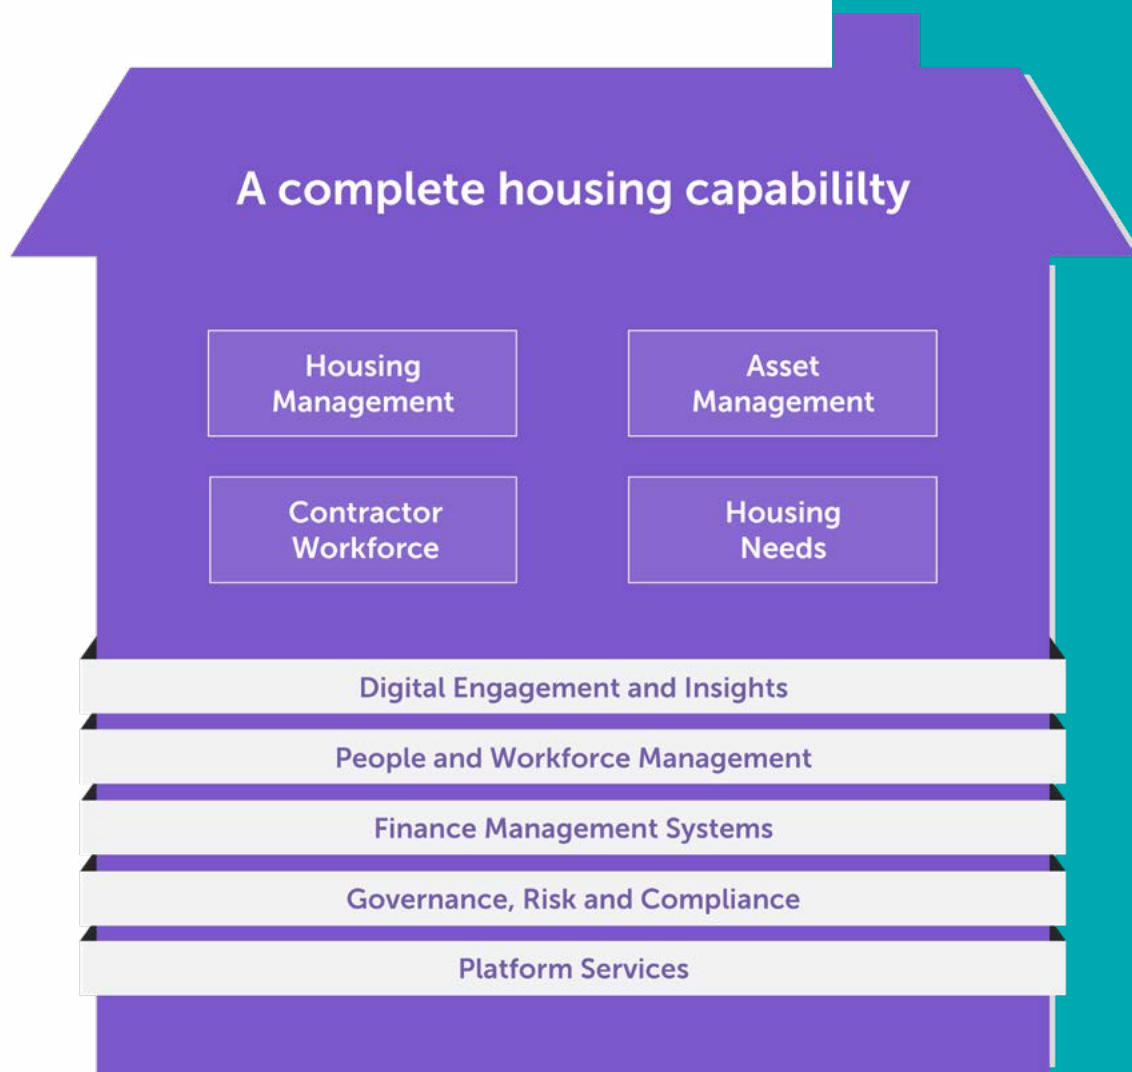 A complete housing capabililty
Housing
Management
Asset
Management
Contractor
Workforce
Housing
Needs
Digital Engagement and Insights
People and Workforce Management
Finance Management Systems
Governance, Risk and Compliance
Platform Services